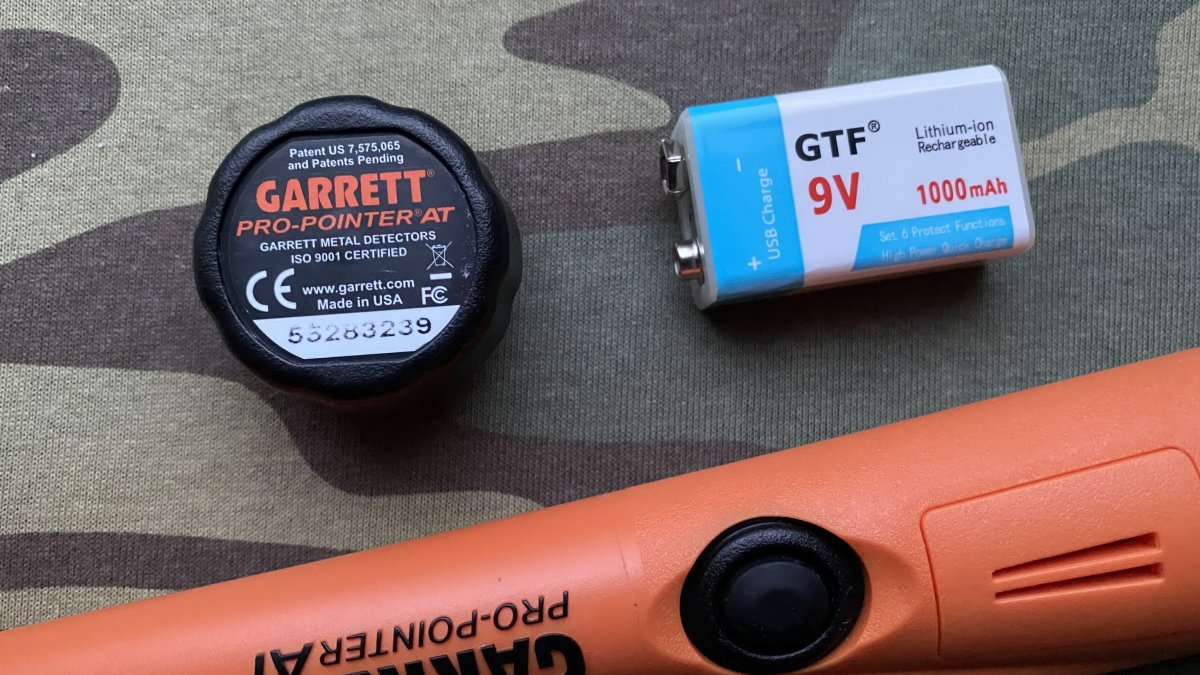 Patent US 7,575,065
and Patents Pending
GARRETT®
PRO-POINTER® AT
GARRETT METAL DETECTORS
ISO 9001 CERTIFIED
CE www.garrett.com
Made in USA FC
55283239
GTF®
9V
Lithium-ion
Rechargeable
1000mAh
Set 6 Protect Functions
High Power Quick Charge
- USB Charge +
PRO-POINTER AT